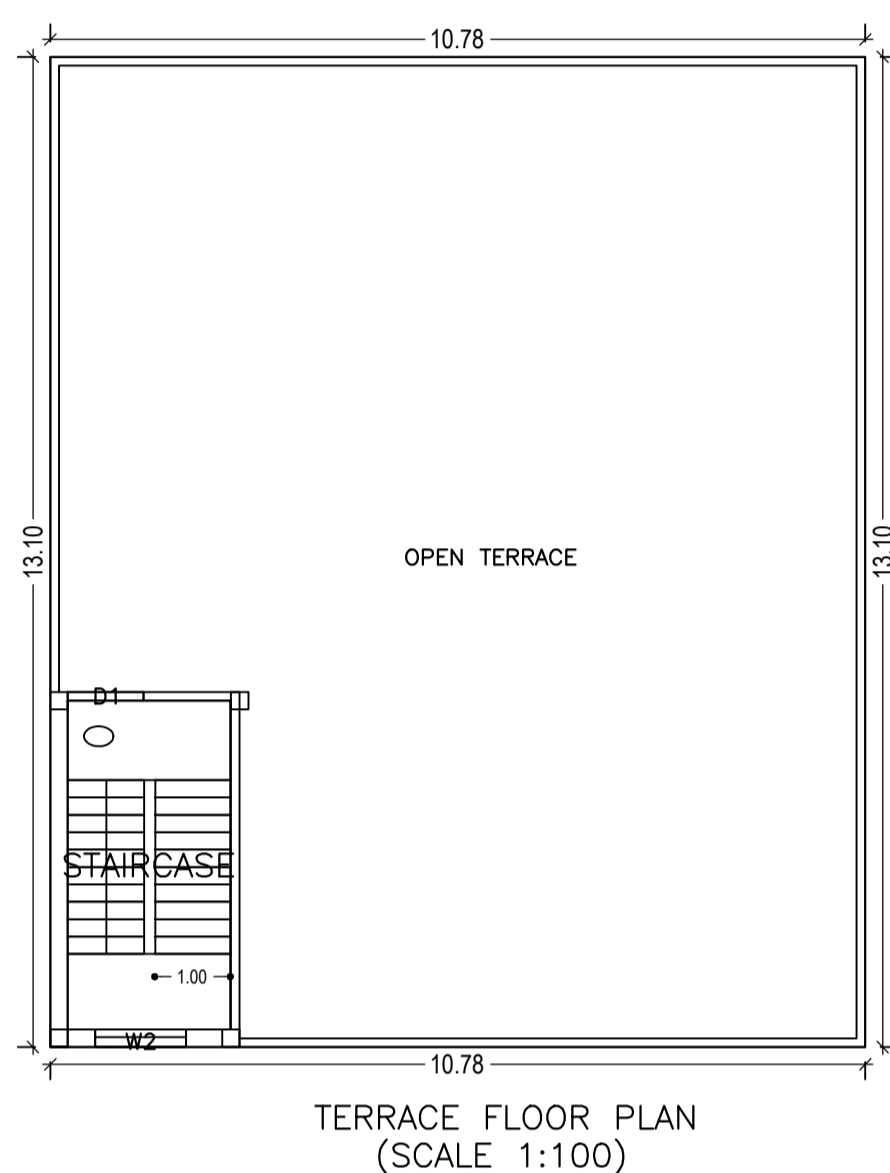 10.78
13.10
13.10
OPEN TERRACE
D1
STAIRCASE
1.00
W2
10.78
TERRACE FLOOR PLAN
(SCALE 1:100)